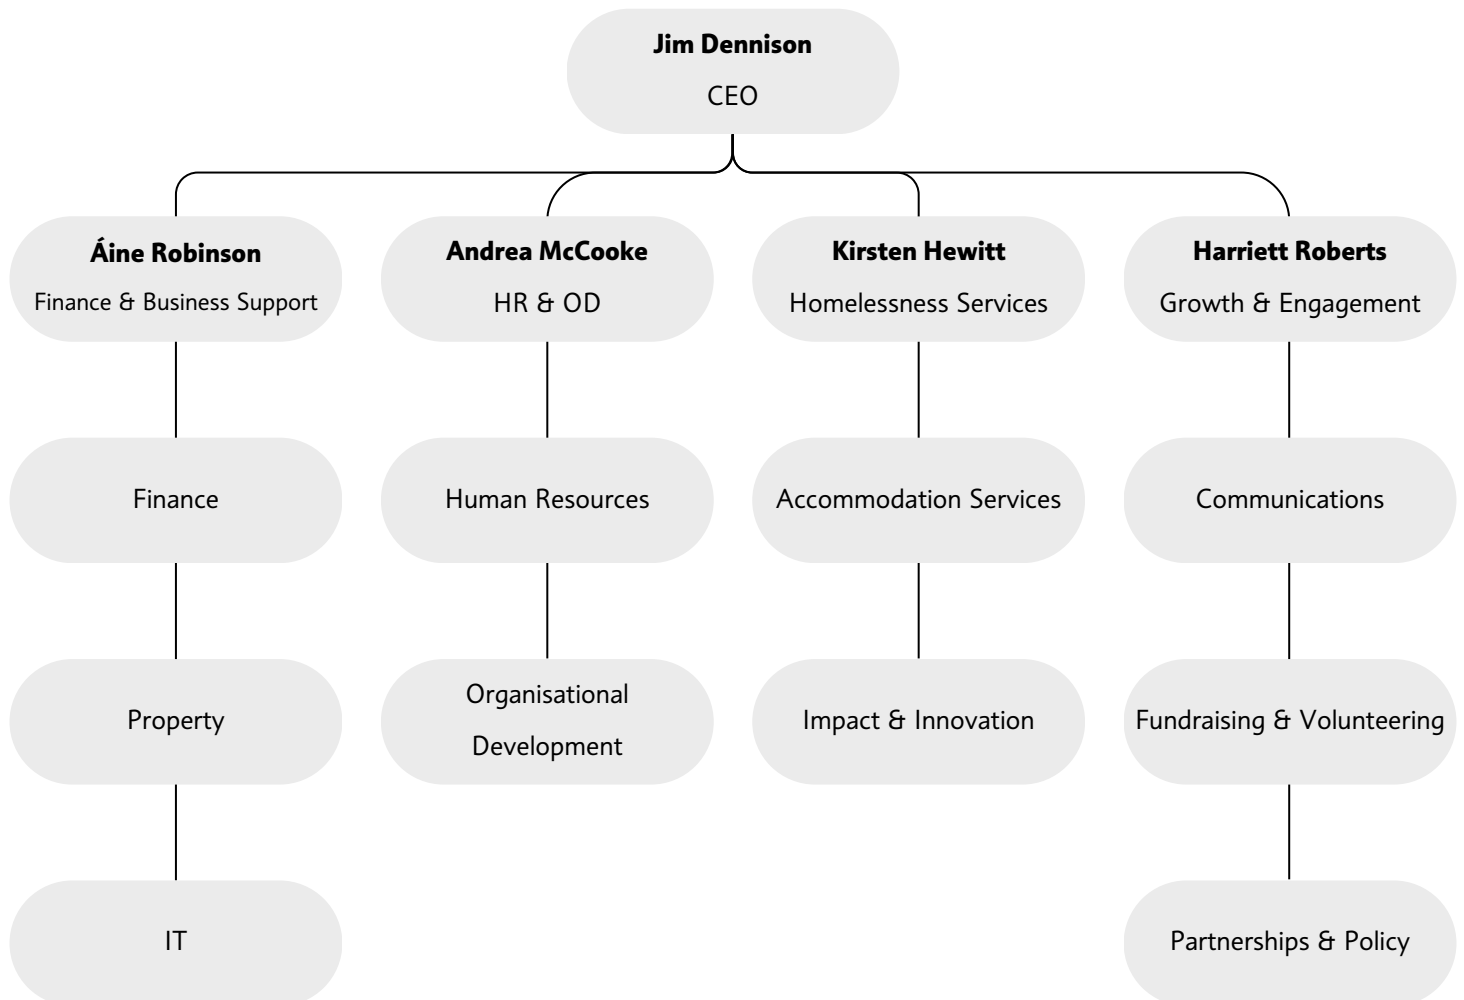 Jim Dennison
CEO
Áine Robinson
Finance & Business Support
Andrea McCooke
HR & OD
Kirsten Hewitt
Homelessness Services
Harriett Roberts
Growth & Engagement
Finance
Human Resources
Accommodation Services
Communications
Property
Organisational
Development
Impact & Innovation
Fundraising & Volunteering
IT
Partnerships & Policy